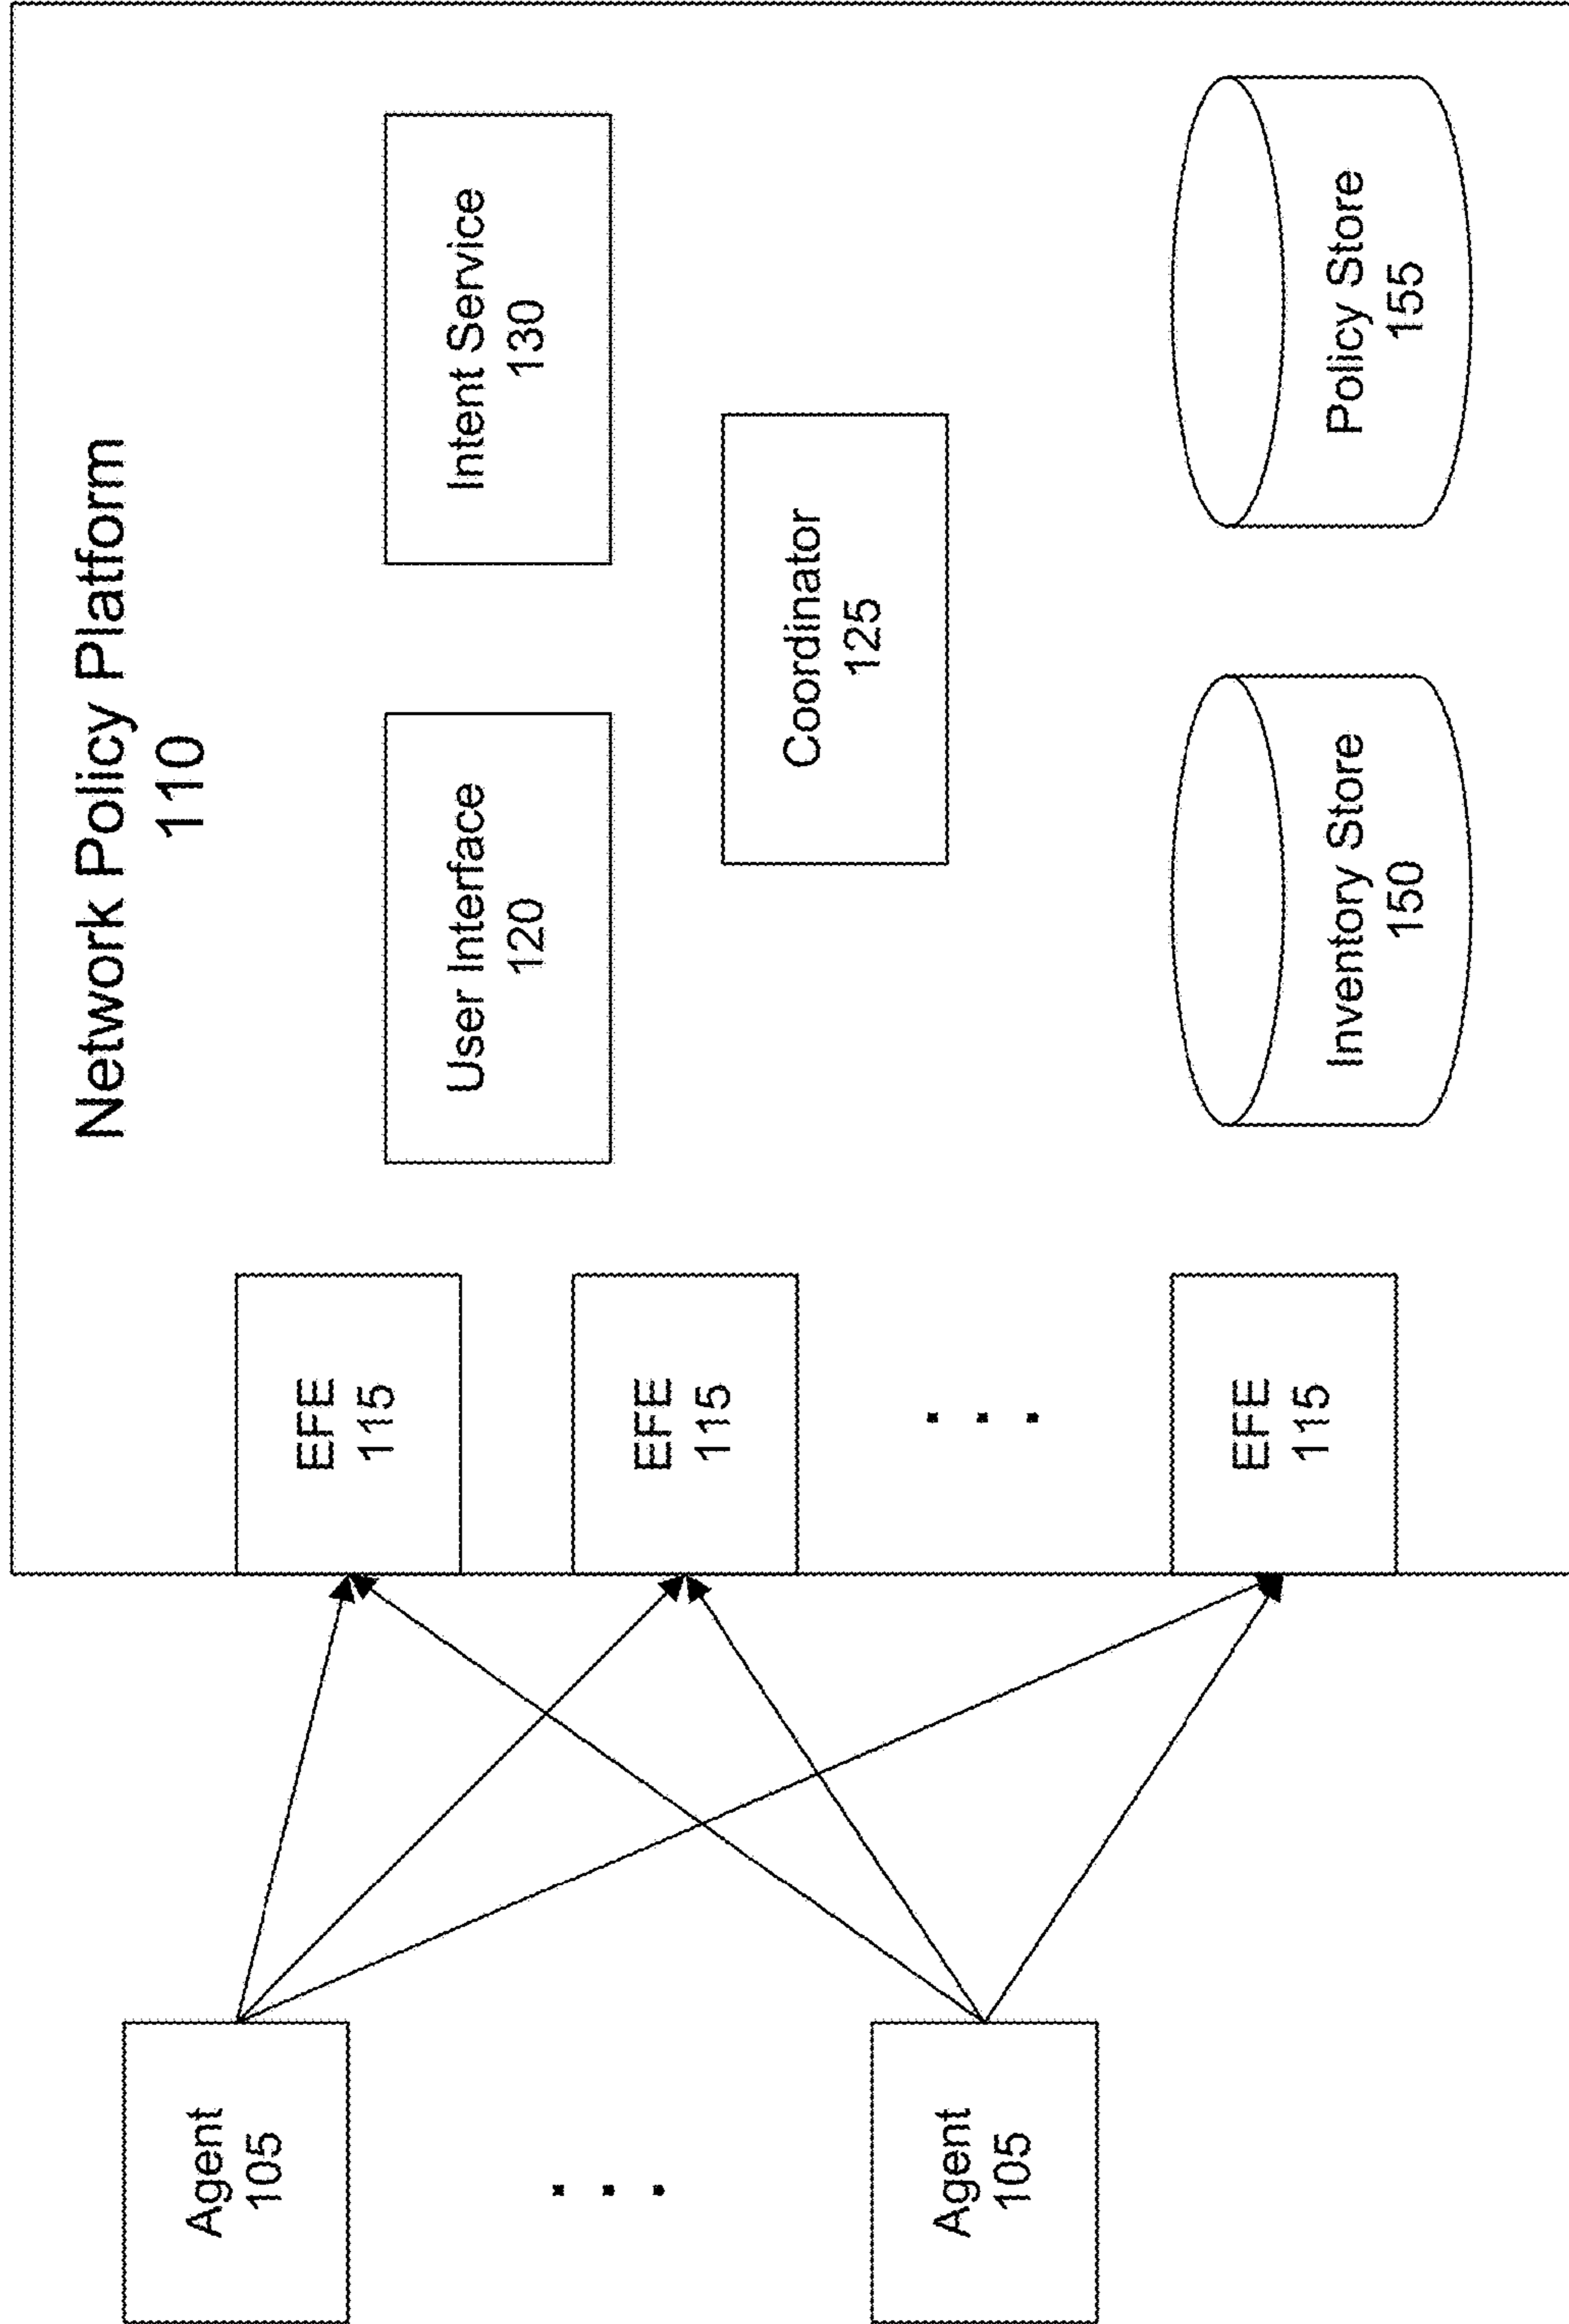 Network Policy Platform
110
Agent
105
. . .
Agent
105
EFE
115
EFE
115
. . .
EFE
115
User Interface
120
Intent Service
130
Coordinator
125
Inventory Store
150
Policy Store
155